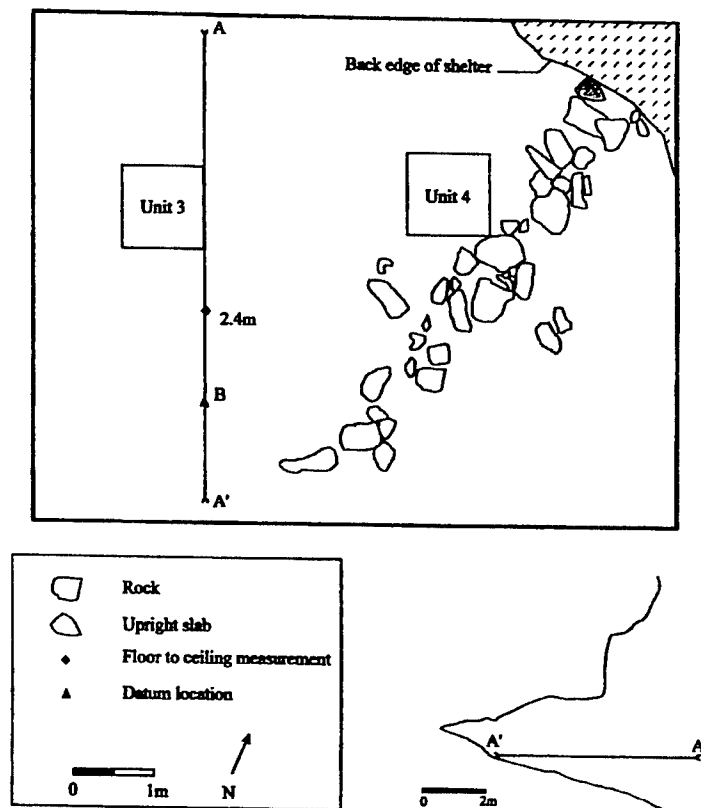 A
Back edge of shelter
Unit 3
Unit 4
2.4m
B
A'
Rock
Upright slab
Floor to ceiling measurement
Datum location
0 1m
N
A' A
0 2m